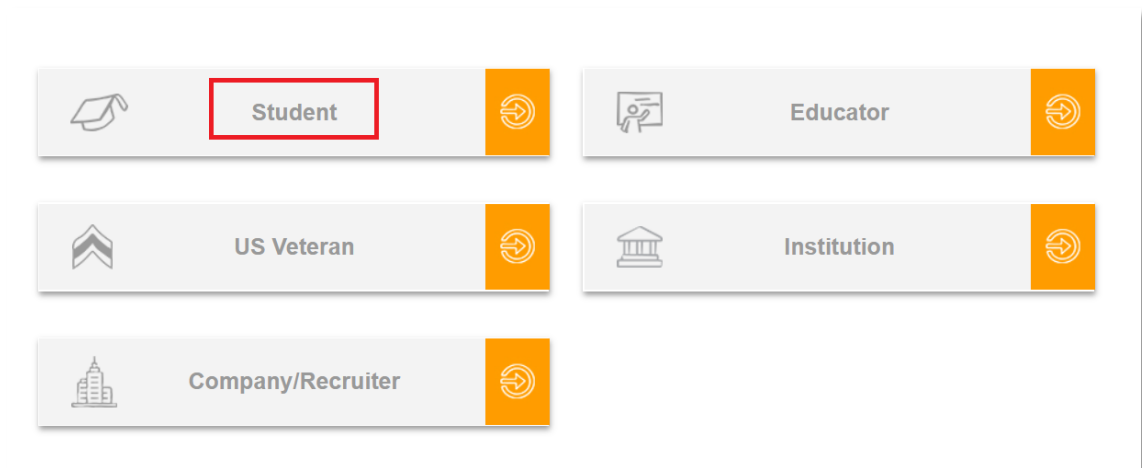 Student
Educator
US Veteran
Institution
Company/Recruiter